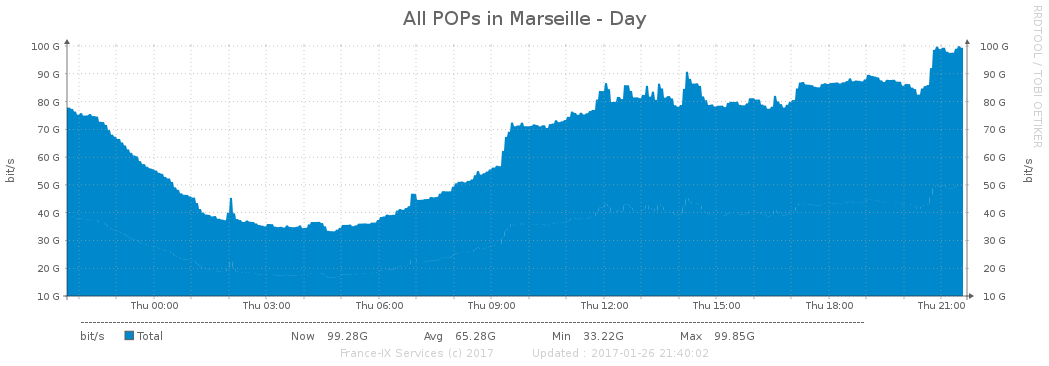 All POPs in Marseille - Day
RRDTOOL / TOBI OETIKER
bit/s
100 G
90 G
80 G
70 G
60 G
50 G
40 G
30 G
20 G
10 G
100 G
90 G
80 G
70 G
60 G
50 G
40 G
30 G
20 G
10 G
bit/s
Thu 00:00 Thu 03:00 Thu 06:00 Thu 09:00 Thu 12:00 Thu 15:00 Thu 18:00 Thu 21:00
bit/s Total Now 99.28G Avg 65.28G Min 33.22G Max 99.85G
France-IX Services (c) 2017 Updated : 2017-01-26 21:40:02